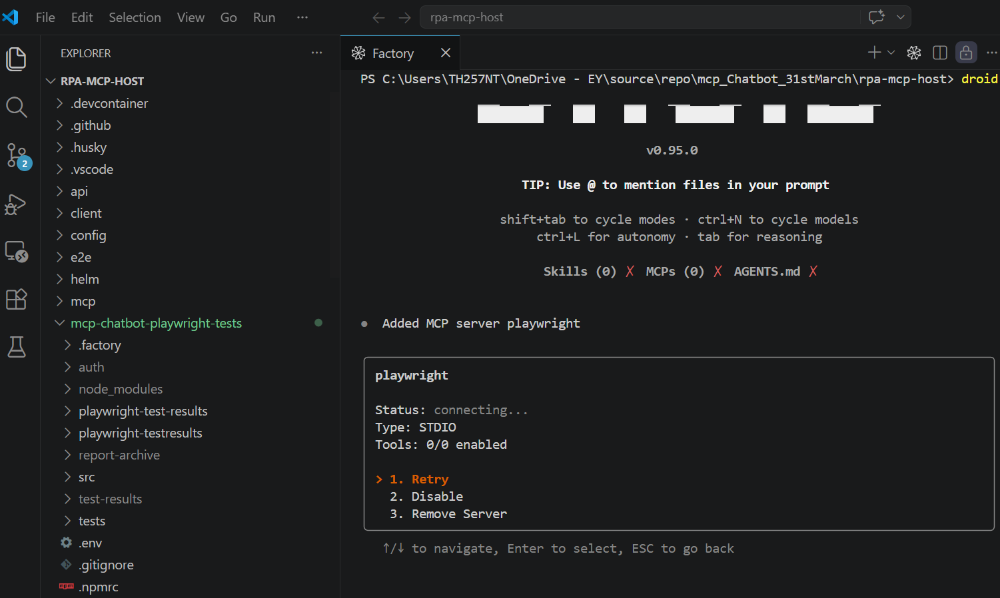 File Edit Selection View Go Run ···
rpa-mcp-host
EXPLORER
RPA-MCP-HOST
.devcontainer
.github
.husky
.vscode
api
client
config
e2e
helm
mcp
mcp-chatbot-playwright-tests
.factory
auth
node_modules
playwright-test-results
playwright-testresults
report-archive
src
test-results
tests
.env
.gitignore
npm .npmrc
2
Factory
PS C:\Users\TH257NT\OneDrive - EY\source\repo\mcp_Chatbot_31stMarch\rpa-mcp-host> droid
v0.95.0
TIP: Use @ to mention files in your prompt
shift+tab to cycle modes · ctrl+N to cycle models
ctrl+L for autonomy · tab for reasoning
Skills (0) ✗ MCPs (0) ✗ AGENTS.md ✗
● Added MCP server playwright
playwright
Status: connecting...
Type: STDIO
Tools: 0/0 enabled
> 1. Retry
2. Disable
3. Remove Server
↑/↓ to navigate, Enter to select, ESC to go back